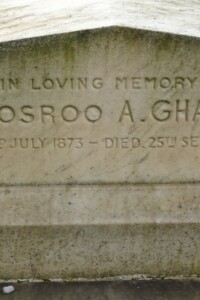 IN LOVING MEMORY
OSROO A. GHA
JULY 1873 – DIED. 25TH SE